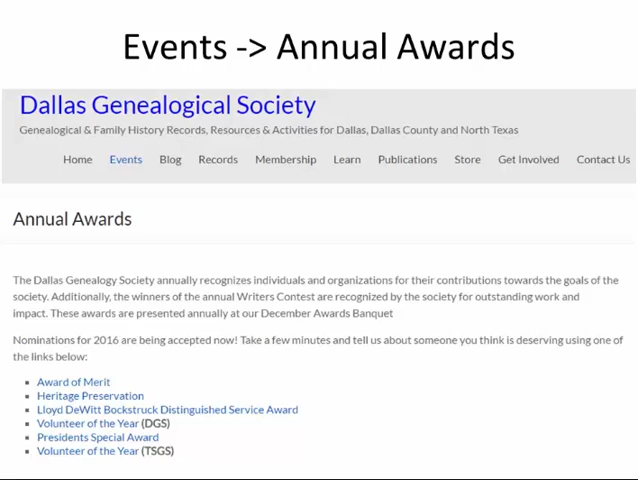 Events -> Annual Awards
Dallas Genealogical Society
Genealogical & Family History Records, Resources & Activities for Dallas, Dallas County and North Texas
Home Events Blog Records Membership Learn Publications Store Get Involved Contact Us
Annual Awards
The Dallas Genealogy Society annually recognizes individuals and organizations for their contributions towards the goals of the
society. Additionally, the winners of the annual Writers Contest are recognized by the society for outstanding work and
impact. These awards are presented annually at our December Awards Banquet
Nominations for 2016 are being accepted now! Take a few minutes and tell us about someone you think is deserving using one of
the links below:
Award of Merit
Heritage Preservation
Lloyd DeWitt Bockstruck Distinguished Service Award
Volunteer of the Year (DGS)
Presidents Special Award
Volunteer of the Year (TSGS)